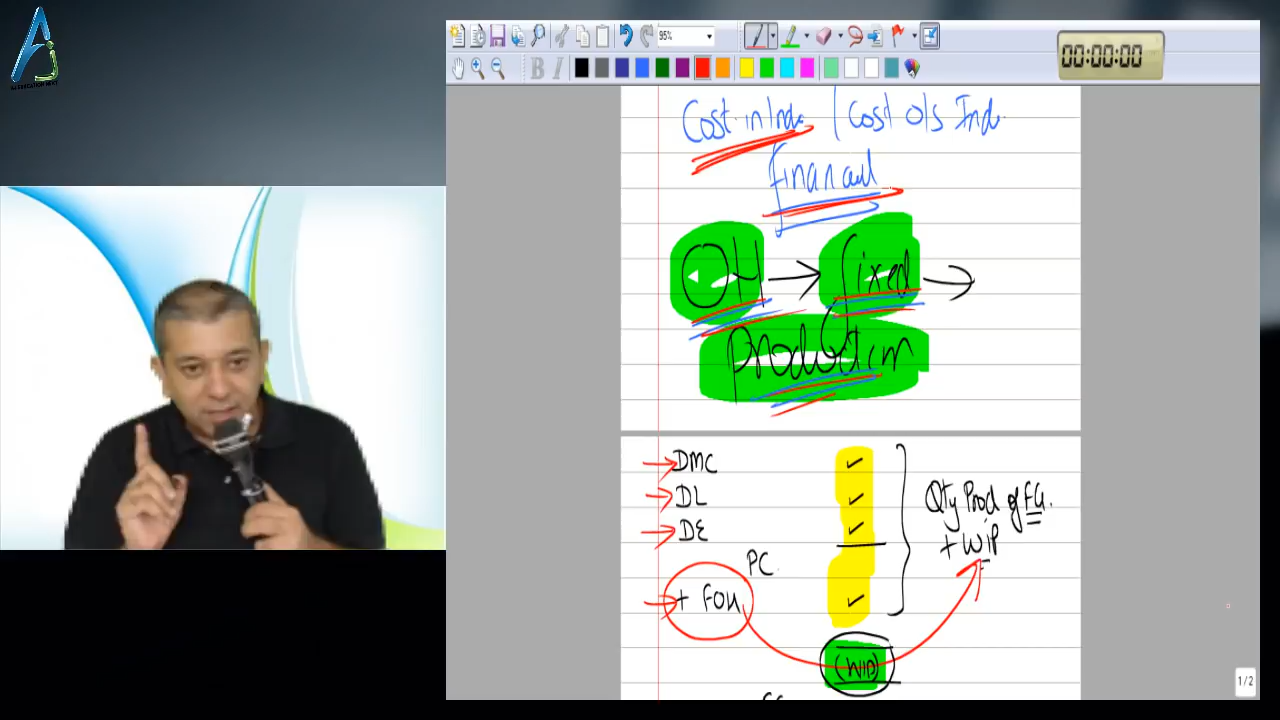 95%
00:00:00
Cost in Inds. | Cost O/S Ind.
financial
OH → fixed →
production
→ DMC ✓
→ DL ✓
→ DE ✓
Qty Prod of FG.
+ WIP
PC
→ + FOH ✓
(WIP)
1/2